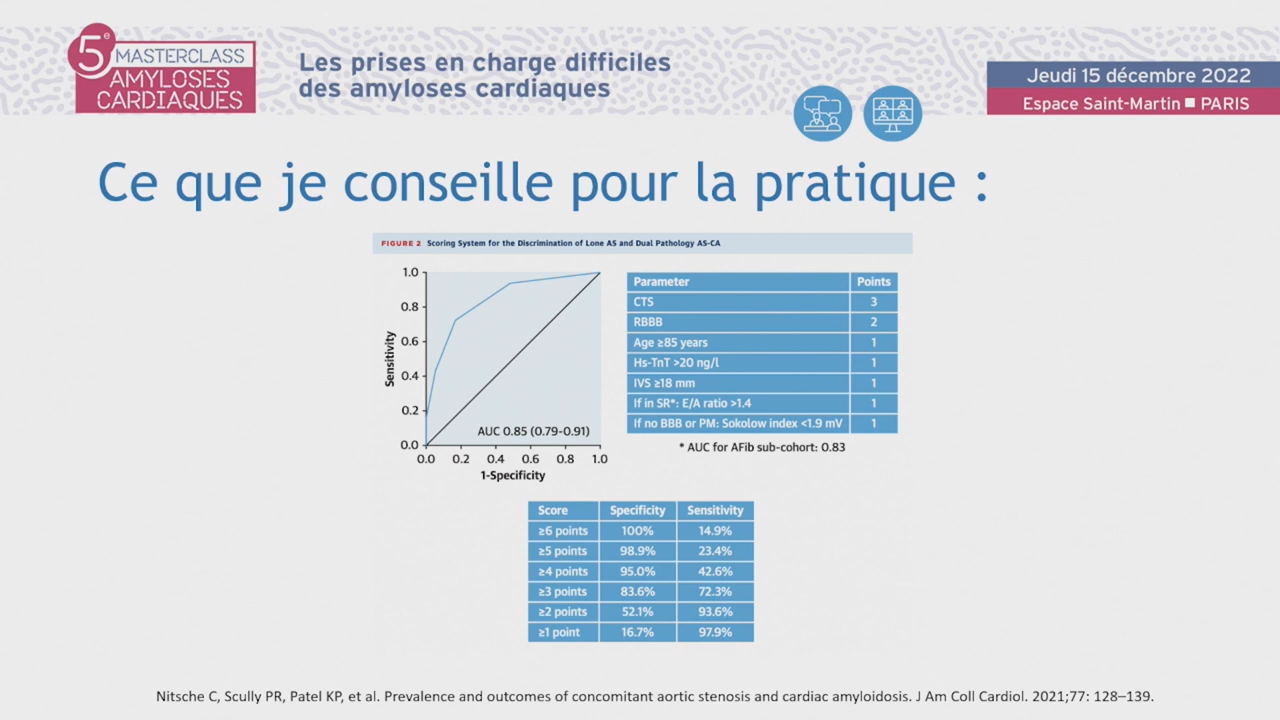 5e MASTERCLASS
AMYLOSES
CARDIAQUES
Les prises en charge difficiles
des amyloses cardiaques
Jeudi 15 décembre 2022
Espace Saint-Martin ■ PARIS
Ce que je conseille pour la pratique :
FIGURE 2 Scoring System for the Discrimination of Lone AS and Dual Pathology AS-CA
1.0
0.8
0.6
0.4
0.2
0.0
Sensitivity
AUC 0.85 (0.79-0.91)
0.0 0.2 0.4 0.6 0.8 1.0
1-Specificity
Parameter Points
CTS 3
RBBB 2
Age ≥85 years 1
Hs-TnT >20 ng/l 1
IVS ≥18 mm 1
If in SR*: E/A ratio >1.4 1
If no BBB or PM: Sokolow index <1.9 mV 1
* AUC for AFib sub-cohort: 0.83
Score Specificity Sensitivity
≥6 points 100% 14.9%
≥5 points 98.9% 23.4%
≥4 points 95.0% 42.6%
≥3 points 83.6% 72.3%
≥2 points 52.1% 93.6%
≥1 point 16.7% 97.9%
Nitsche C, Scully PR, Patel KP, et al. Prevalence and outcomes of concomitant aortic stenosis and cardiac amyloidosis. J Am Coll Cardiol. 2021;77: 128–139.